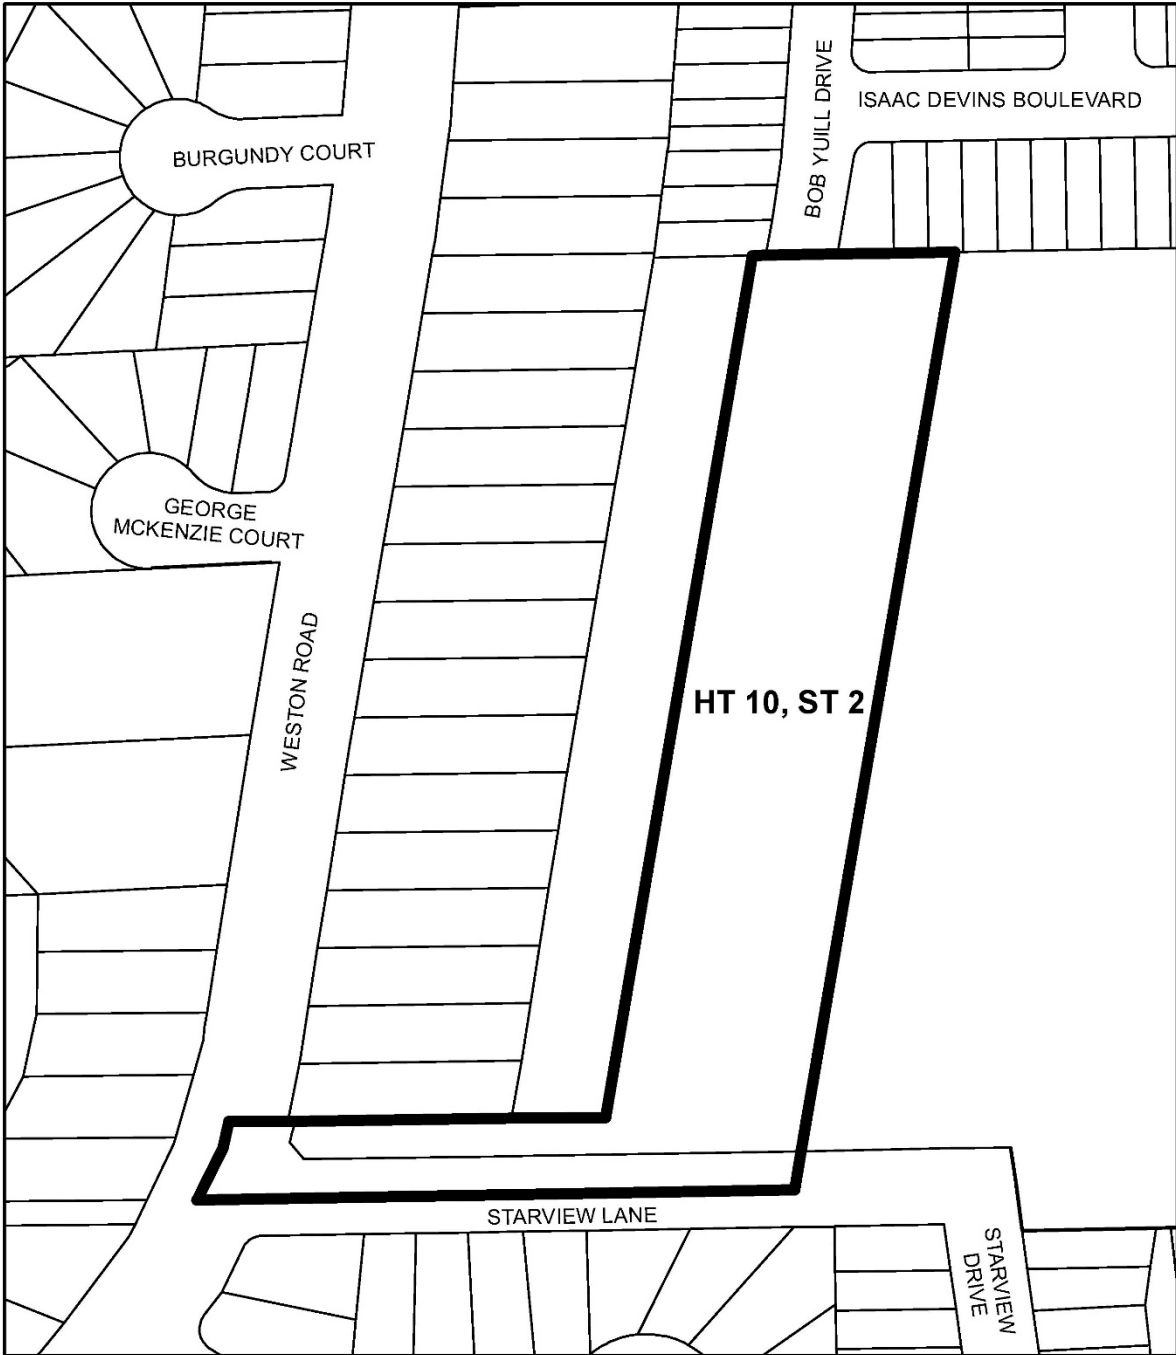 BOB YUILL DRIVE
ISAAC DEVINS BOULEVARD
BURGUNDY COURT
GEORGE
MCKENZIE COURT
WESTON ROAD
HT 10, ST 2
STARVIEW LANE
STARVIEW
DRIVE